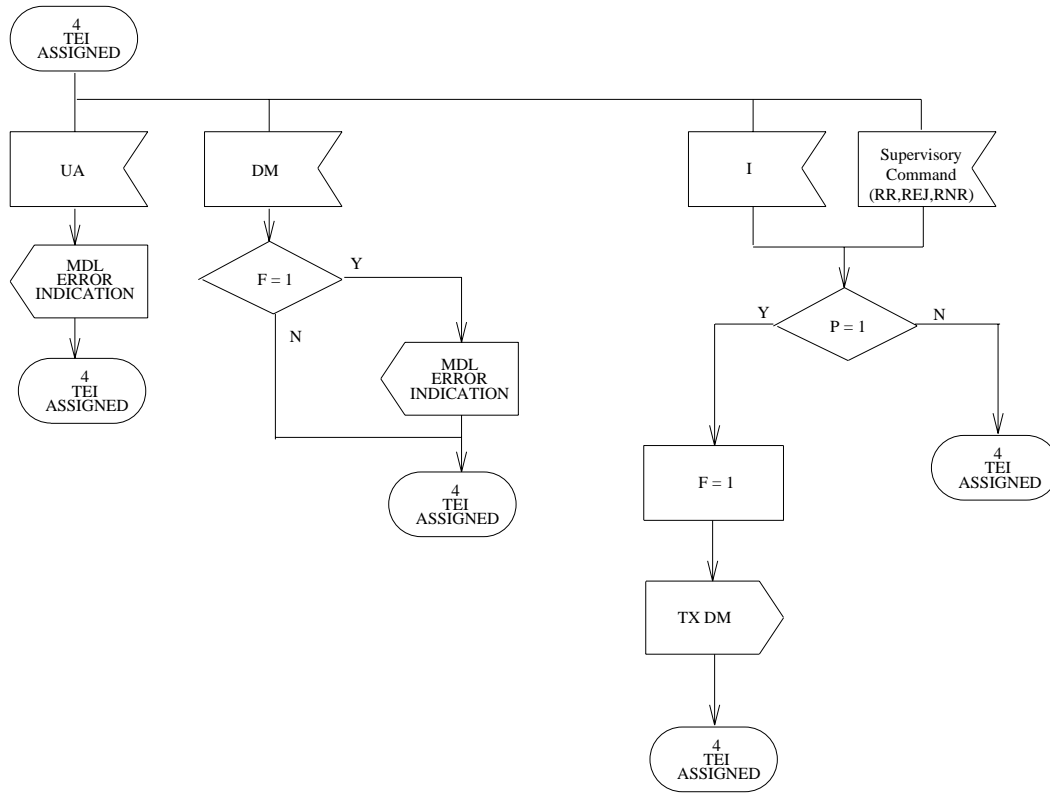 4
TEI
ASSIGNED
UA
DM
I
Supervisory
Command
(RR,REJ,RNR)
MDL
ERROR
INDICATION
F = 1
Y
N
P = 1
Y
N
4
TEI
ASSIGNED
MDL
ERROR
INDICATION
4
TEI
ASSIGNED
F = 1
4
TEI
ASSIGNED
TX DM
4
TEI
ASSIGNED